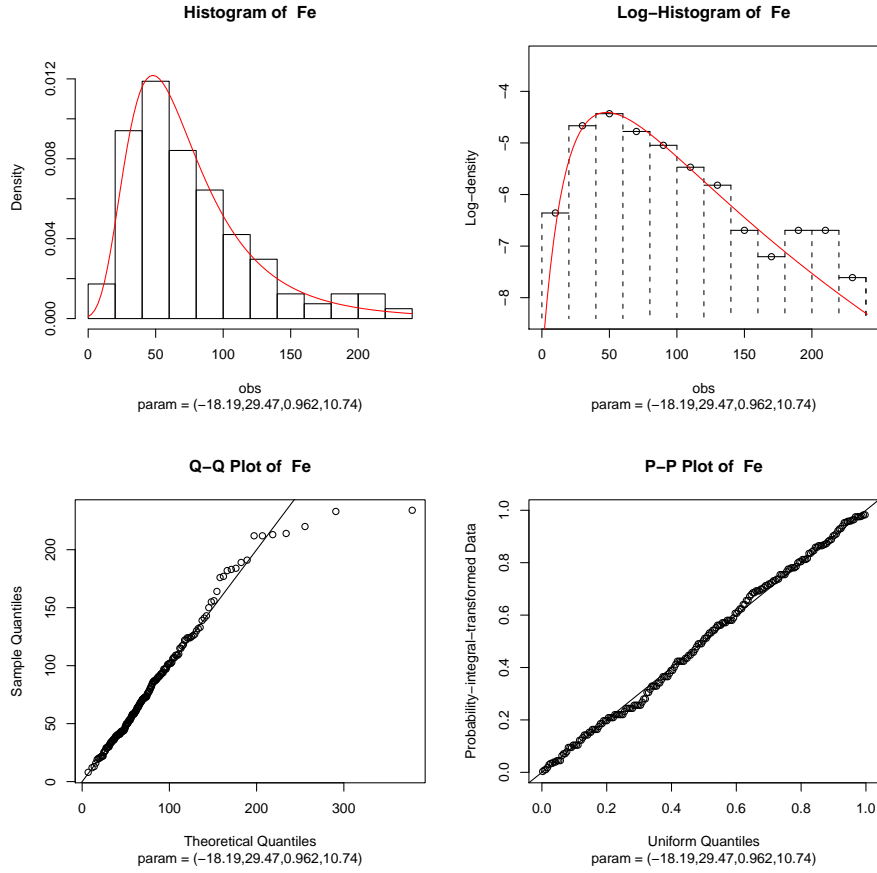 Histogram of  Fe
Density
0.000
0.004
0.008
0.012
0
50
100
150
200
obs
param = (−18.19,29.47,0.962,10.74)
Log−Histogram of  Fe
Log−density
−8
−7
−6
−5
−4
0
50
100
150
200
obs
param = (−18.19,29.47,0.962,10.74)
Q−Q Plot of  Fe
Sample Quantiles
0
50
100
150
200
0
100
200
300
Theoretical Quantiles
param = (−18.19,29.47,0.962,10.74)
P−P Plot of  Fe
Probability−integral−transformed Data
0.0
0.2
0.4
0.6
0.8
1.0
0.0
0.2
0.4
0.6
0.8
1.0
Uniform Quantiles
param = (−18.19,29.47,0.962,10.74)